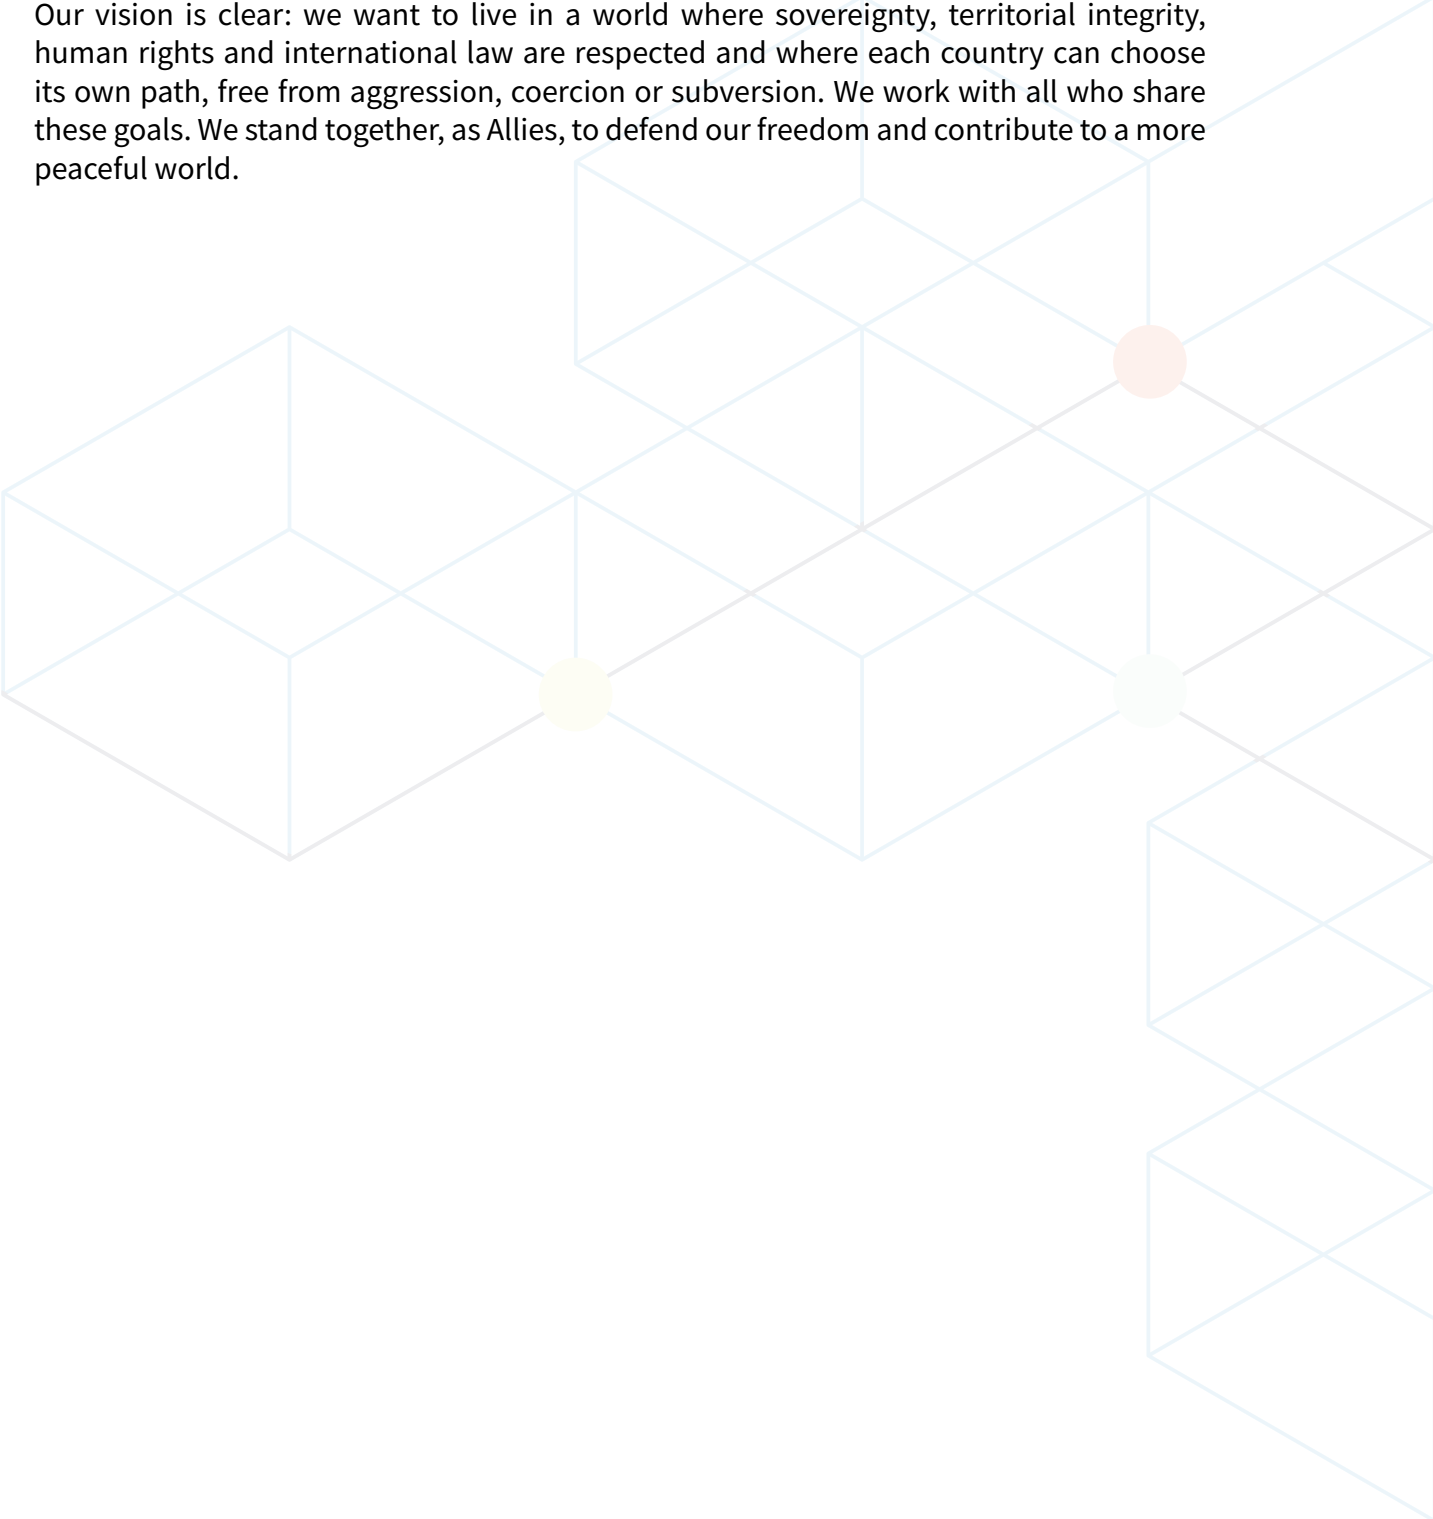 Our vision is clear: we want to live in a world where sovereignty, territorial integrity,
human rights and international law are respected and where each country can choose
its own path, free from aggression, coercion or subversion. We work with all who share
these goals. We stand together, as Allies, to defend our freedom and contribute to a more
peaceful world.